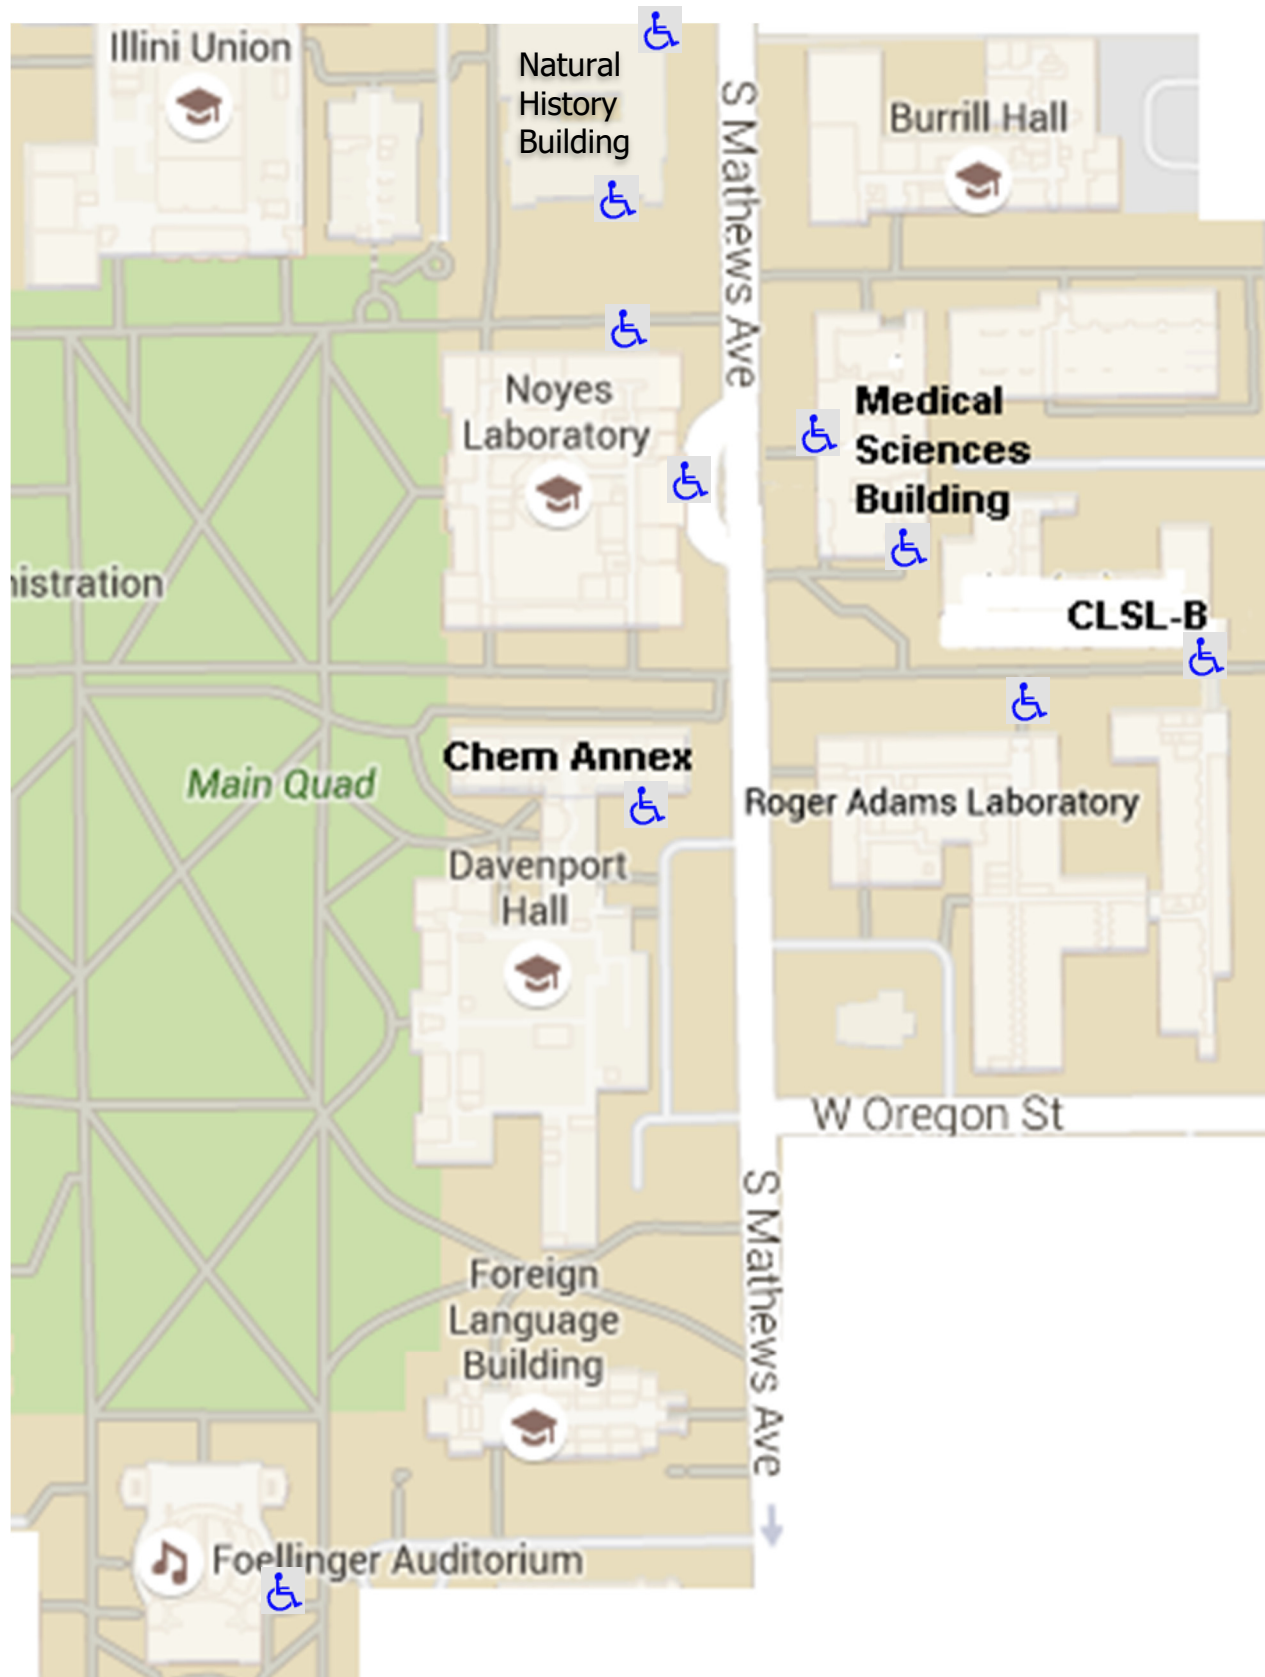 Illini Union
Natural
History
Building
S Mathews Ave
Burrill Hall
Noyes
Laboratory
Medical
Sciences
Building
nistration
CLSL-B
Chem Annex
Main Quad
Roger Adams Laboratory
Davenport
Hall
W Oregon St
S Mathews Ave
Foreign
Language
Building
Foellinger Auditorium